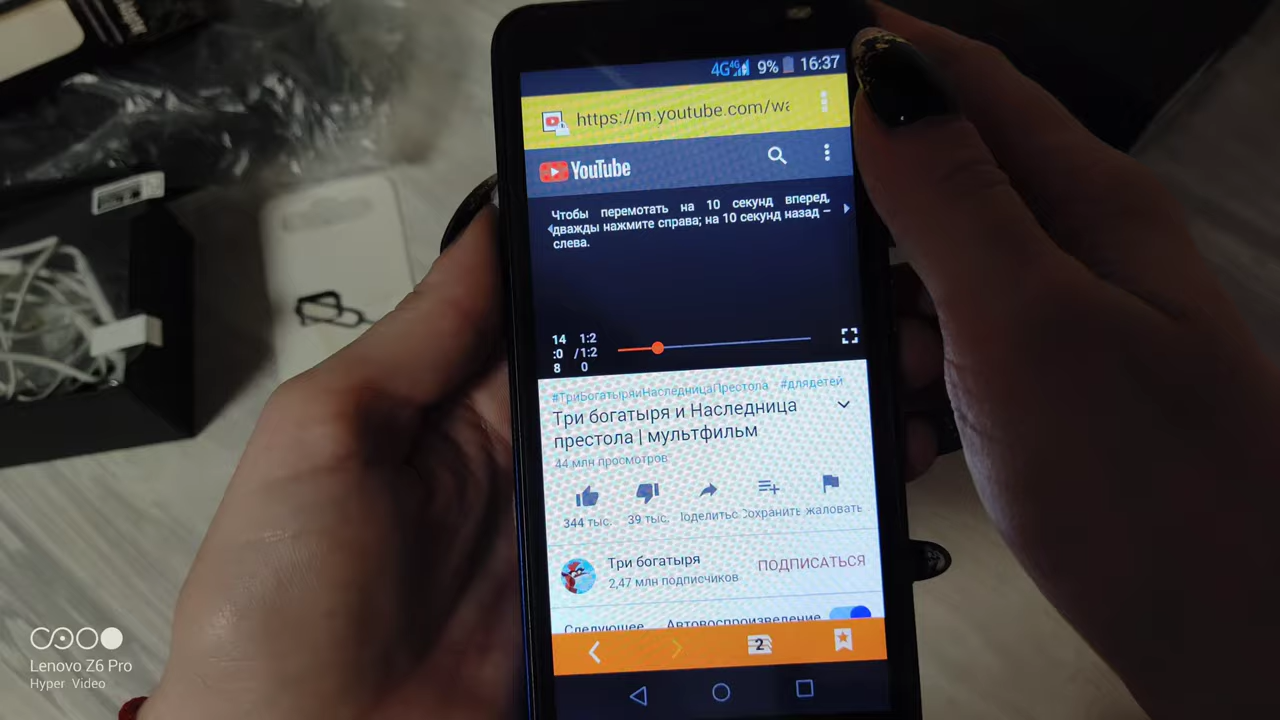 4G 4G 9% 16:37
https://m.youtube.com/wa
YouTube
Чтобы перемотать на 10 секунд вперед,
дважды нажмите справа; на 10 секунд назад –
слева.
14 1:2
:0 /1:2
8 0
#ТриБогатыряиНаследницаПрестола #длядетей
Три богатыря и Наследница
престола | мультфильм
44 млн просмотров
344 тыс. 39 тыс. Іоделитьс Зохранить жаловать
Три богатыря
2,47 млн подписчиков
ПОДПИСАТЬСЯ
Следующее Автовоспроизведение
2
Lenovo Z6 Pro
Hyper Video